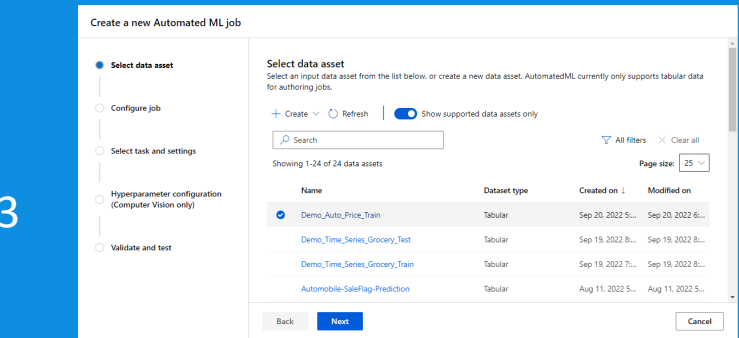 Create a new Automated ML job
3
Select data asset
Configure job
Select task and settings
Hyperparameter configuration
(Computer Vision only)
Validate and test
Select data asset
Select an input data asset from the list below, or create a new data asset. AutomatedML currently only supports tabular data
for authoring jobs.
Create Refresh Show supported data assets only
Search All filters Clear all
Showing 1-24 of 24 data assets Page size: 25
Name Dataset type Created on ↓ Modified on
Demo_Auto_Price_Train Tabular Sep 20, 2022 5:... Sep 20, 2022 6:...
Demo_Time_Series_Grocery_Test Tabular Sep 19, 2022 8:... Sep 19, 2022 8:...
Demo_Time_Series_Grocery_Train Tabular Sep 19, 2022 7:... Sep 19, 2022 8:...
Automobile-SaleFlag-Prediction Tabular Aug 11, 2022 5... Aug 11, 2022 5...
Back Next Cancel